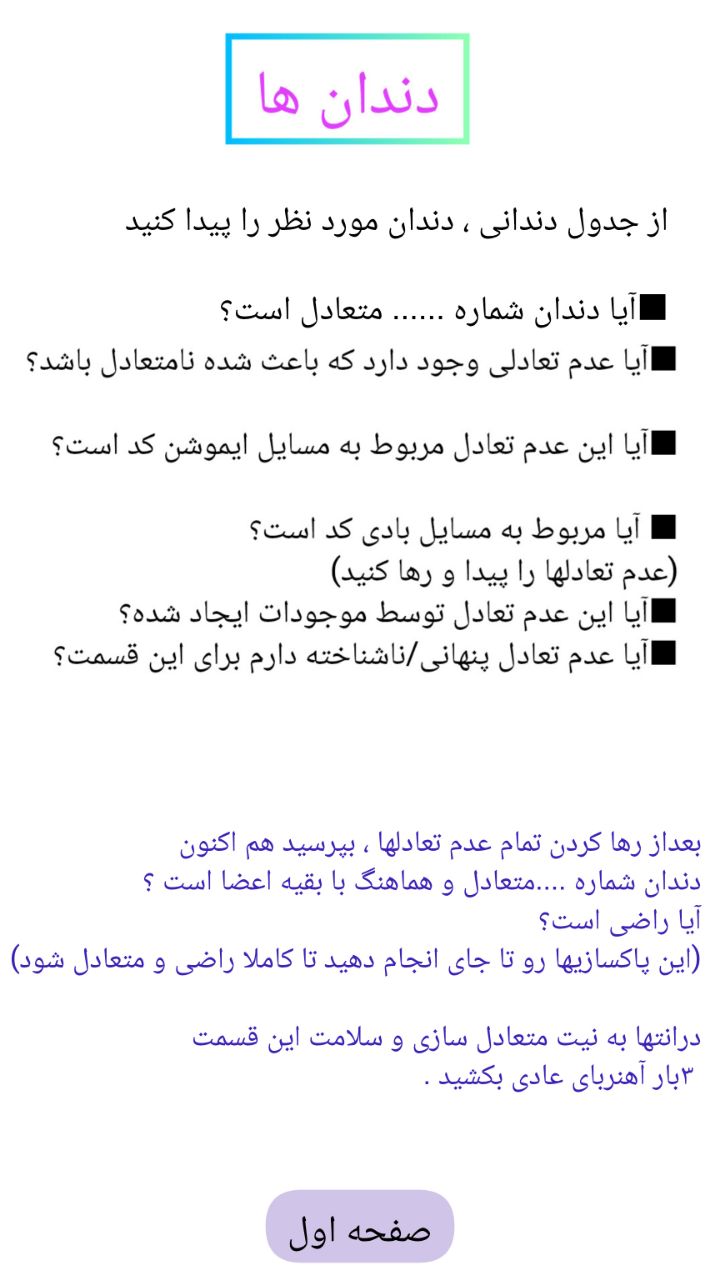 دندان ها
از جدول دندانی ، دندان مورد نظر را پیدا کنید
■آیا دندان شماره ...... متعادل است؟
■آیا عدم تعادلی وجود دارد که باعث شده نامتعادل باشد؟
■آیا این عدم تعادل مربوط به مسایل ایموشن کد است؟
■ آیا مربوط به مسایل بادی کد است؟
(عدم تعادلها را پیدا و رها کنید)
■آیا این عدم تعادل توسط موجودات ایجاد شده؟
■آیا عدم تعادل پنهانی/ناشناخته دارم برای این قسمت؟
بعداز رها کردن تمام عدم تعادلها ، بپرسید هم اکنون
دندان شماره ....متعادل و هماهنگ با بقیه اعضا است ؟
آیا راضی است؟
(این پاکسازیها رو تا جای انجام دهید تا کاملا راضی و متعادل شود)
درانتها به نیت متعادل سازی و سلامت این قسمت
۳بار آهنربای عادی بکشید .
صفحه اول